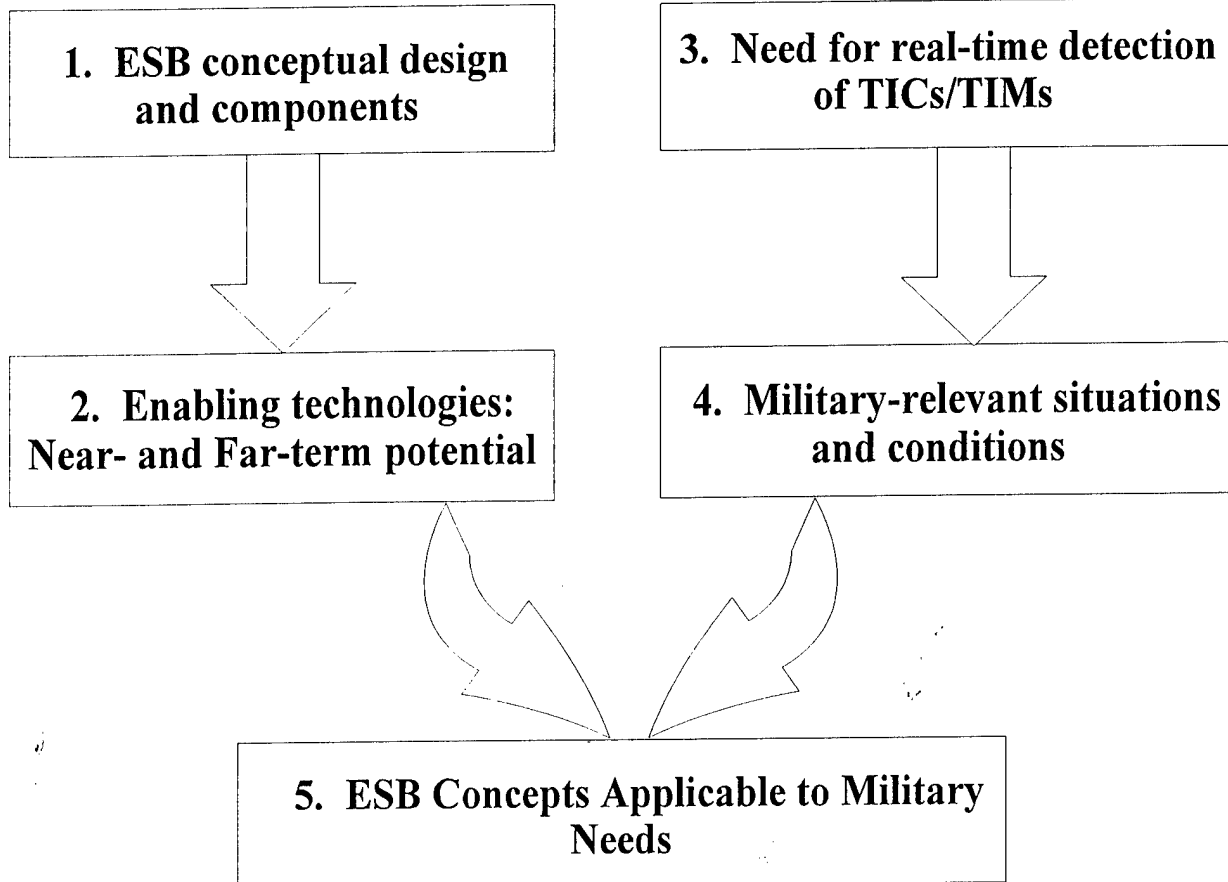 1. ESB conceptual design
and components
3. Need for real-time detection
of TICs/TIMs
2. Enabling technologies:
Near- and Far-term potential
4. Military-relevant situations
and conditions
5. ESB Concepts Applicable to Military
Needs